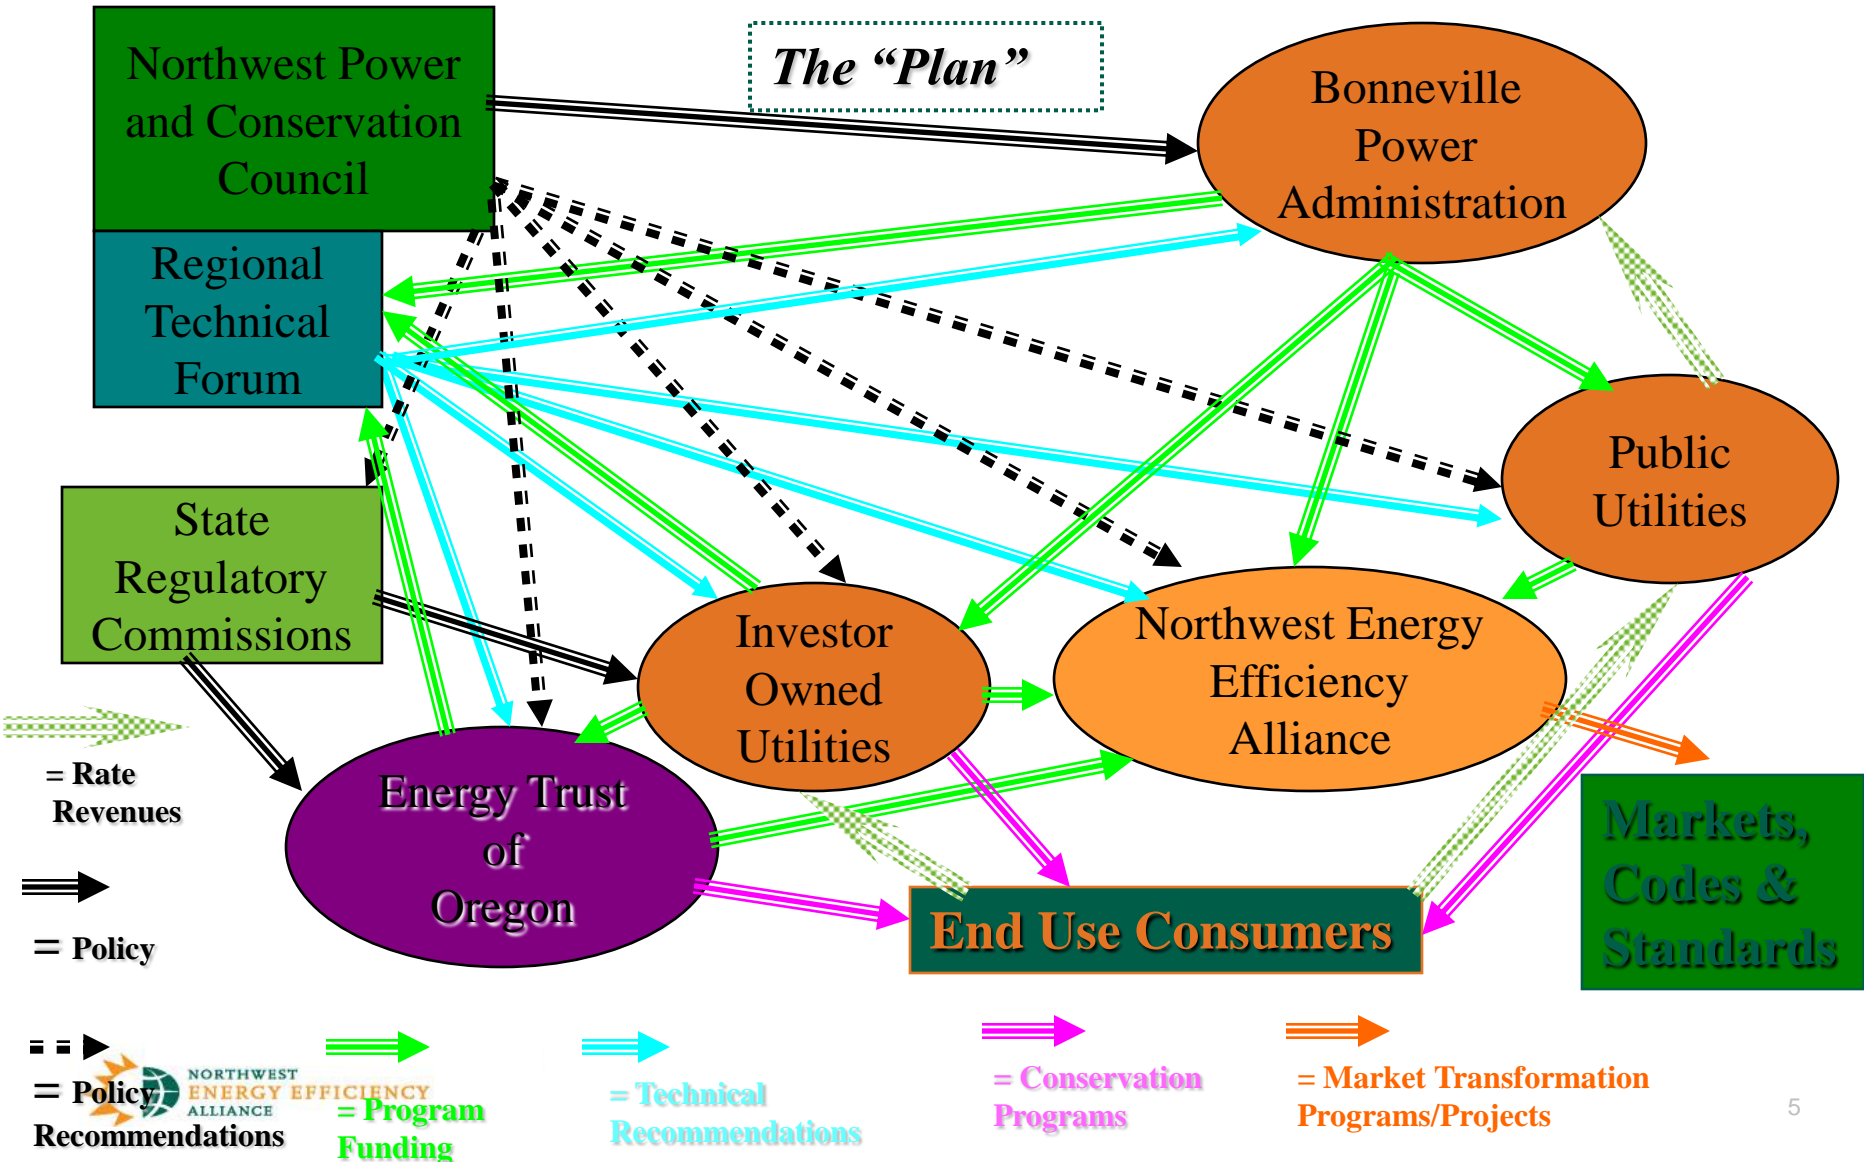 Northwest Power
and Conservation
Council
The “Plan”
Bonneville
Power
Administration
Regional
Technical
Forum
Public
Utilities
State
Regulatory
Commissions
Investor
Owned
Utilities
Northwest Energy
Efficiency
Alliance
= Rate
Revenues
Energy Trust
of
Oregon
Markets,
Codes &
Standards
End Use Consumers
= Policy
= Policy
Recommendations
NORTHWEST
ENERGY EFFICIENCY
ALLIANCE
= Program
Funding
= Technical
Recommendations
= Conservation
Programs
= Market Transformation
Programs/Projects
5